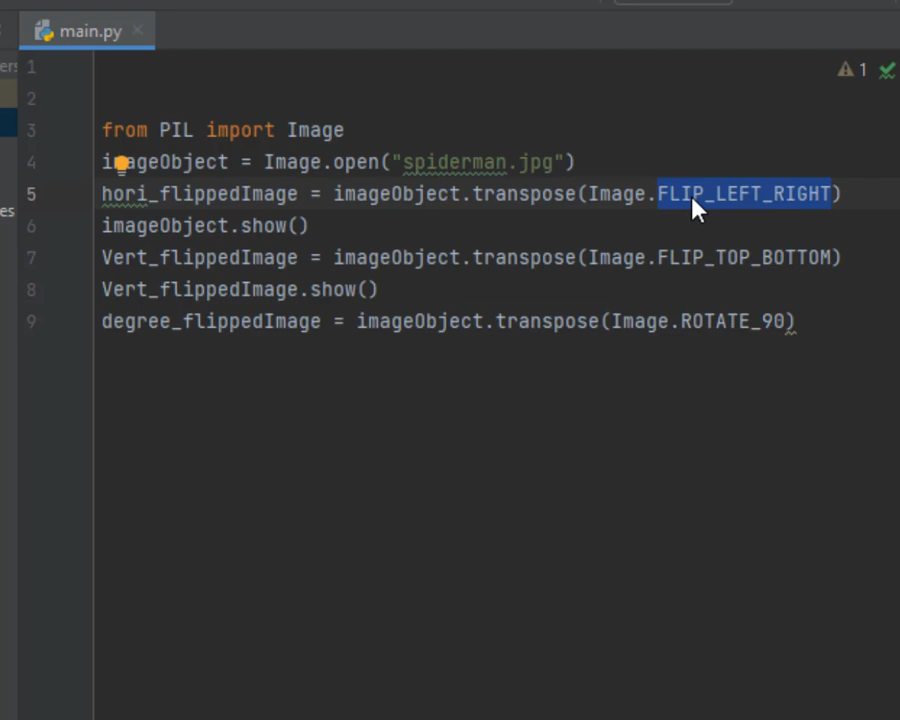 main.py
ers
1
1
2
3 from PIL import Image
4 imageObject = Image.open("spiderman.jpg")
5 hori_flippedImage = imageObject.transpose(Image.FLIP_LEFT_RIGHT)
es
6 imageObject.show()
7 Vert_flippedImage = imageObject.transpose(Image.FLIP_TOP_BOTTOM)
8 Vert_flippedImage.show()
9 degree_flippedImage = imageObject.transpose(Image.ROTATE_90)